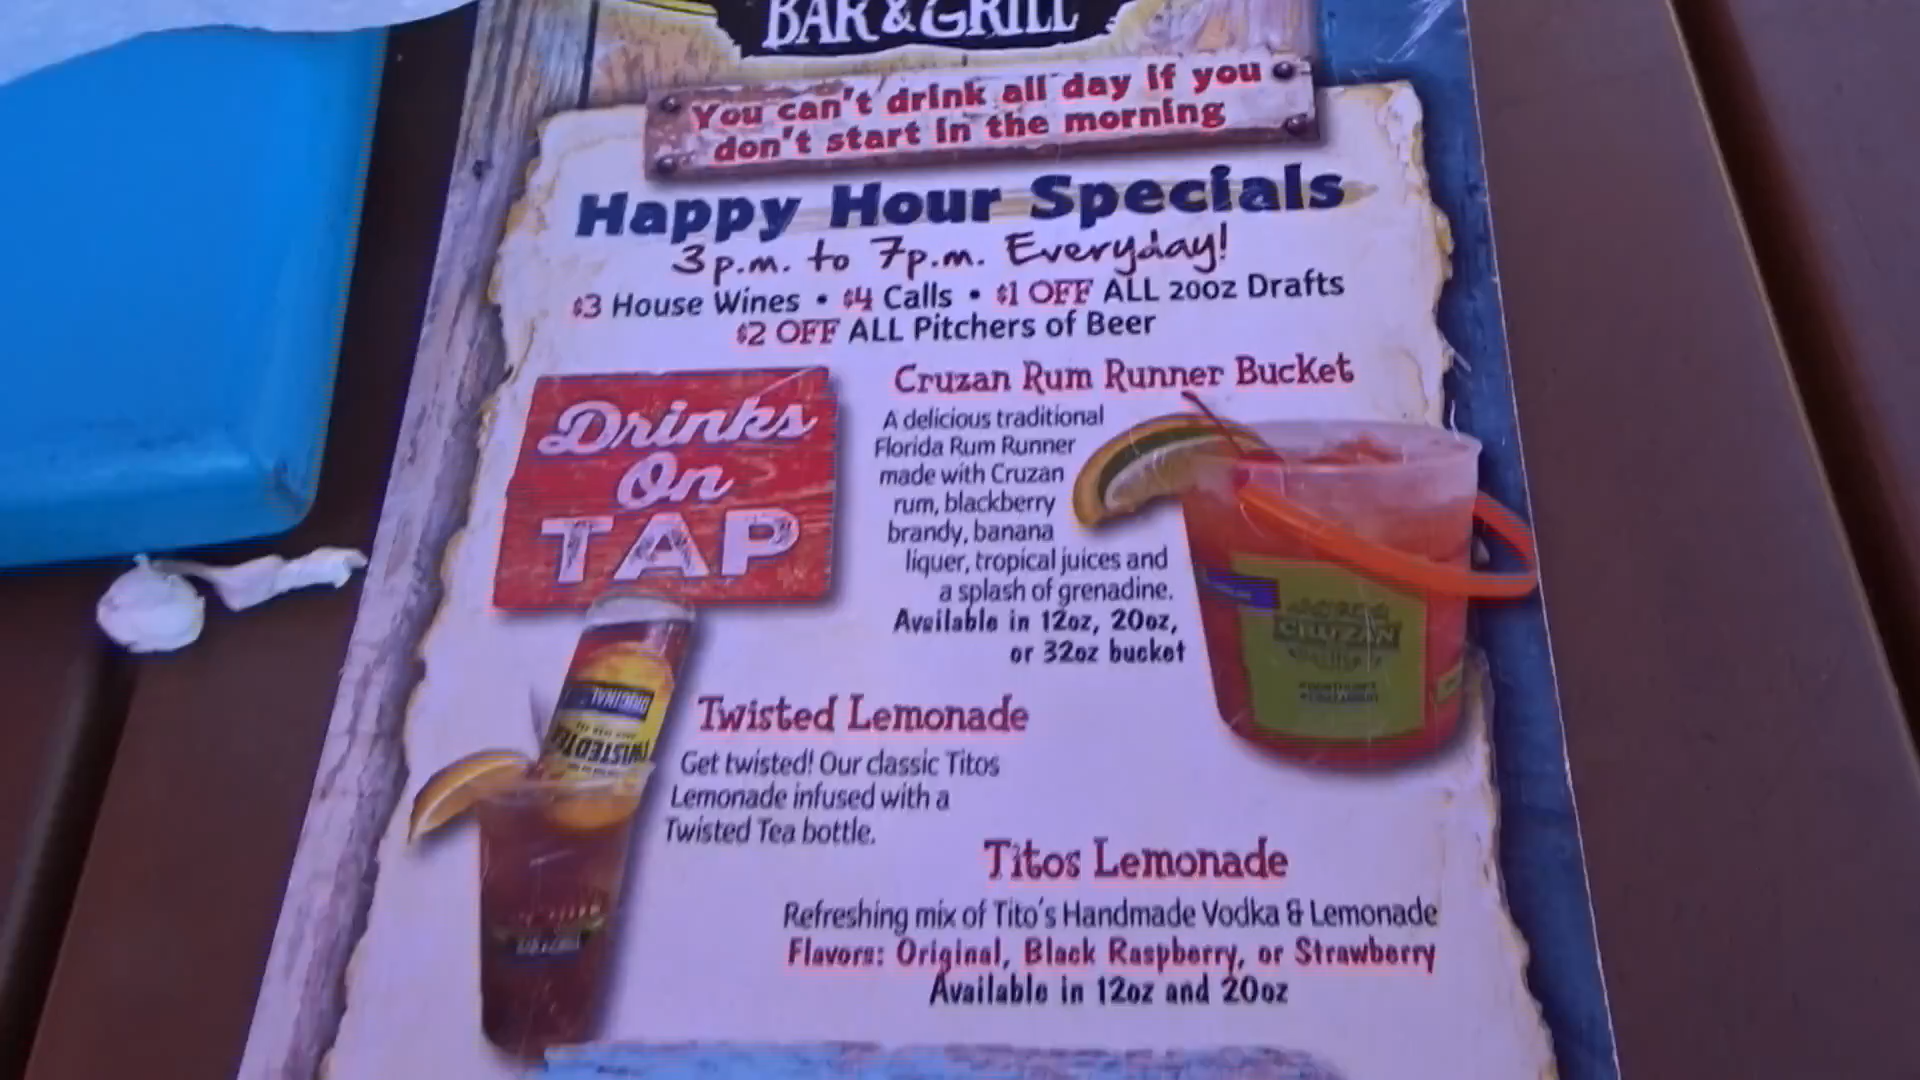 BAR & GRILL
You can't drink all day if you
don't start in the morning
Happy Hour Specials
3p.m. to 7p.m. Everyday!
$3 House Wines • $4 Calls • $1 OFF ALL 20oz Drafts
$2 OFF ALL Pitchers of Beer
Drinks
On
TAP
Cruzan Rum Runner Bucket
A delicious traditional
Florida Rum Runner
made with Cruzan
rum, blackberry
brandy, banana
liquer, tropical juices and
a splash of grenadine.
Available in 12oz, 20oz,
or 32oz bucket
CRUZAN
ORIGINAL
TWISTED TEA
Twisted Lemonade
Get twisted! Our classic Titos
Lemonade infused with a
Twisted Tea bottle.
Titos Lemonade
Refreshing mix of Tito's Handmade Vodka & Lemonade
Flavors: Original, Black Raspberry, or Strawberry
Available in 12oz and 20oz